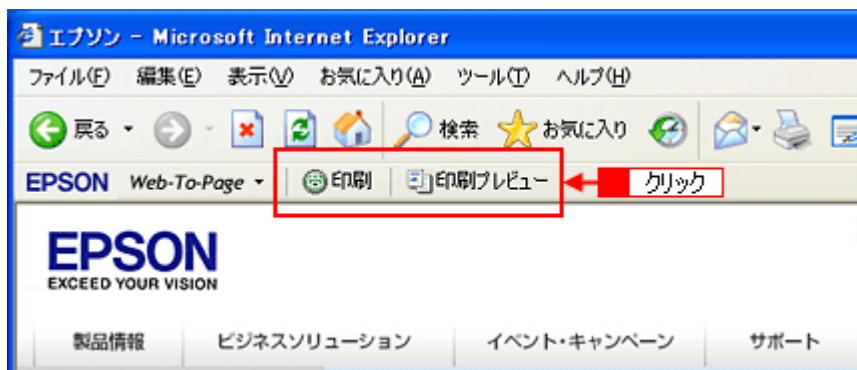 エプソン - Microsoft Internet Explorer
ファイル(F) 編集(E) 表示(V) お気に入り(A) ツール(T) ヘルプ(H)
戻る 検索 お気に入り
EPSON Web-To-Page 印刷 印刷プレビュー クリック
EPSON
EXCEED YOUR VISION
製品情報 ビジネスソリューション イベント・キャンペーン サポート